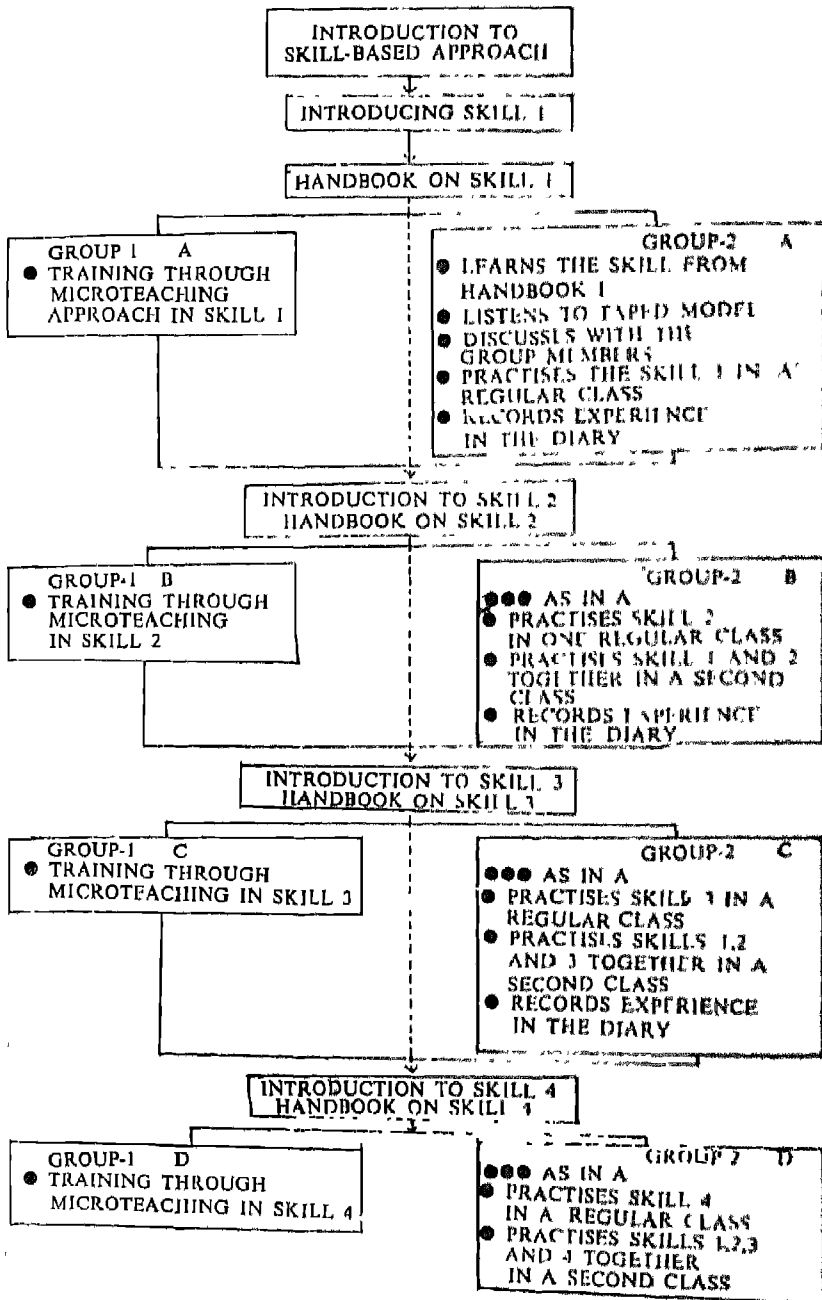 INTRODUCTION TO
SKILL-BASED APPROACH
INTRODUCING SKILL 1
HANDBOOK ON SKILL 1
GROUP 1 A
● TRAINING THROUGH
MICROTEACHING
APPROACH IN SKILL 1
GROUP-2 A
● LEARNS THE SKILL FROM
HANDBOOK 1
● LISTENS TO TAPED MODEL
● DISCUSSES WITH THE
GROUP MEMBERS
● PRACTISES THE SKILL 1 IN A
REGULAR CLASS
● RECORDS EXPERIENCE
IN THE DIARY
INTRODUCTION TO SKILL 2
HANDBOOK ON SKILL 2
GROUP-1 B
● TRAINING THROUGH
MICROTEACHING
IN SKILL 2
GROUP-2 B
●●● AS IN A
● PRACTISES SKILL 2
IN ONE REGULAR CLASS
● PRACTISES SKILL 1 AND 2
TOGETHER IN A SECOND
CLASS
● RECORDS EXPERIENCE
IN THE DIARY
INTRODUCTION TO SKILL 3
HANDBOOK ON SKILL 3
GROUP-1 C
● TRAINING THROUGH
MICROTEACHING IN SKILL 3
GROUP-2 C
●●● AS IN A
● PRACTISES SKILL 3 IN A
REGULAR CLASS
● PRACTISES SKILLS 1,2
AND 3 TOGETHER IN A
SECOND CLASS
● RECORDS EXPERIENCE
IN THE DIARY
INTRODUCTION TO SKILL 4
HANDBOOK ON SKILL 4
GROUP-1 D
● TRAINING THROUGH
MICROTEACHING IN SKILL 4
GROUP 2 D
●●● AS IN A
● PRACTISES SKILL 4
IN A REGULAR CLASS
● PRACTISES SKILLS 1,2,3
AND 4 TOGETHER
IN A SECOND CLASS